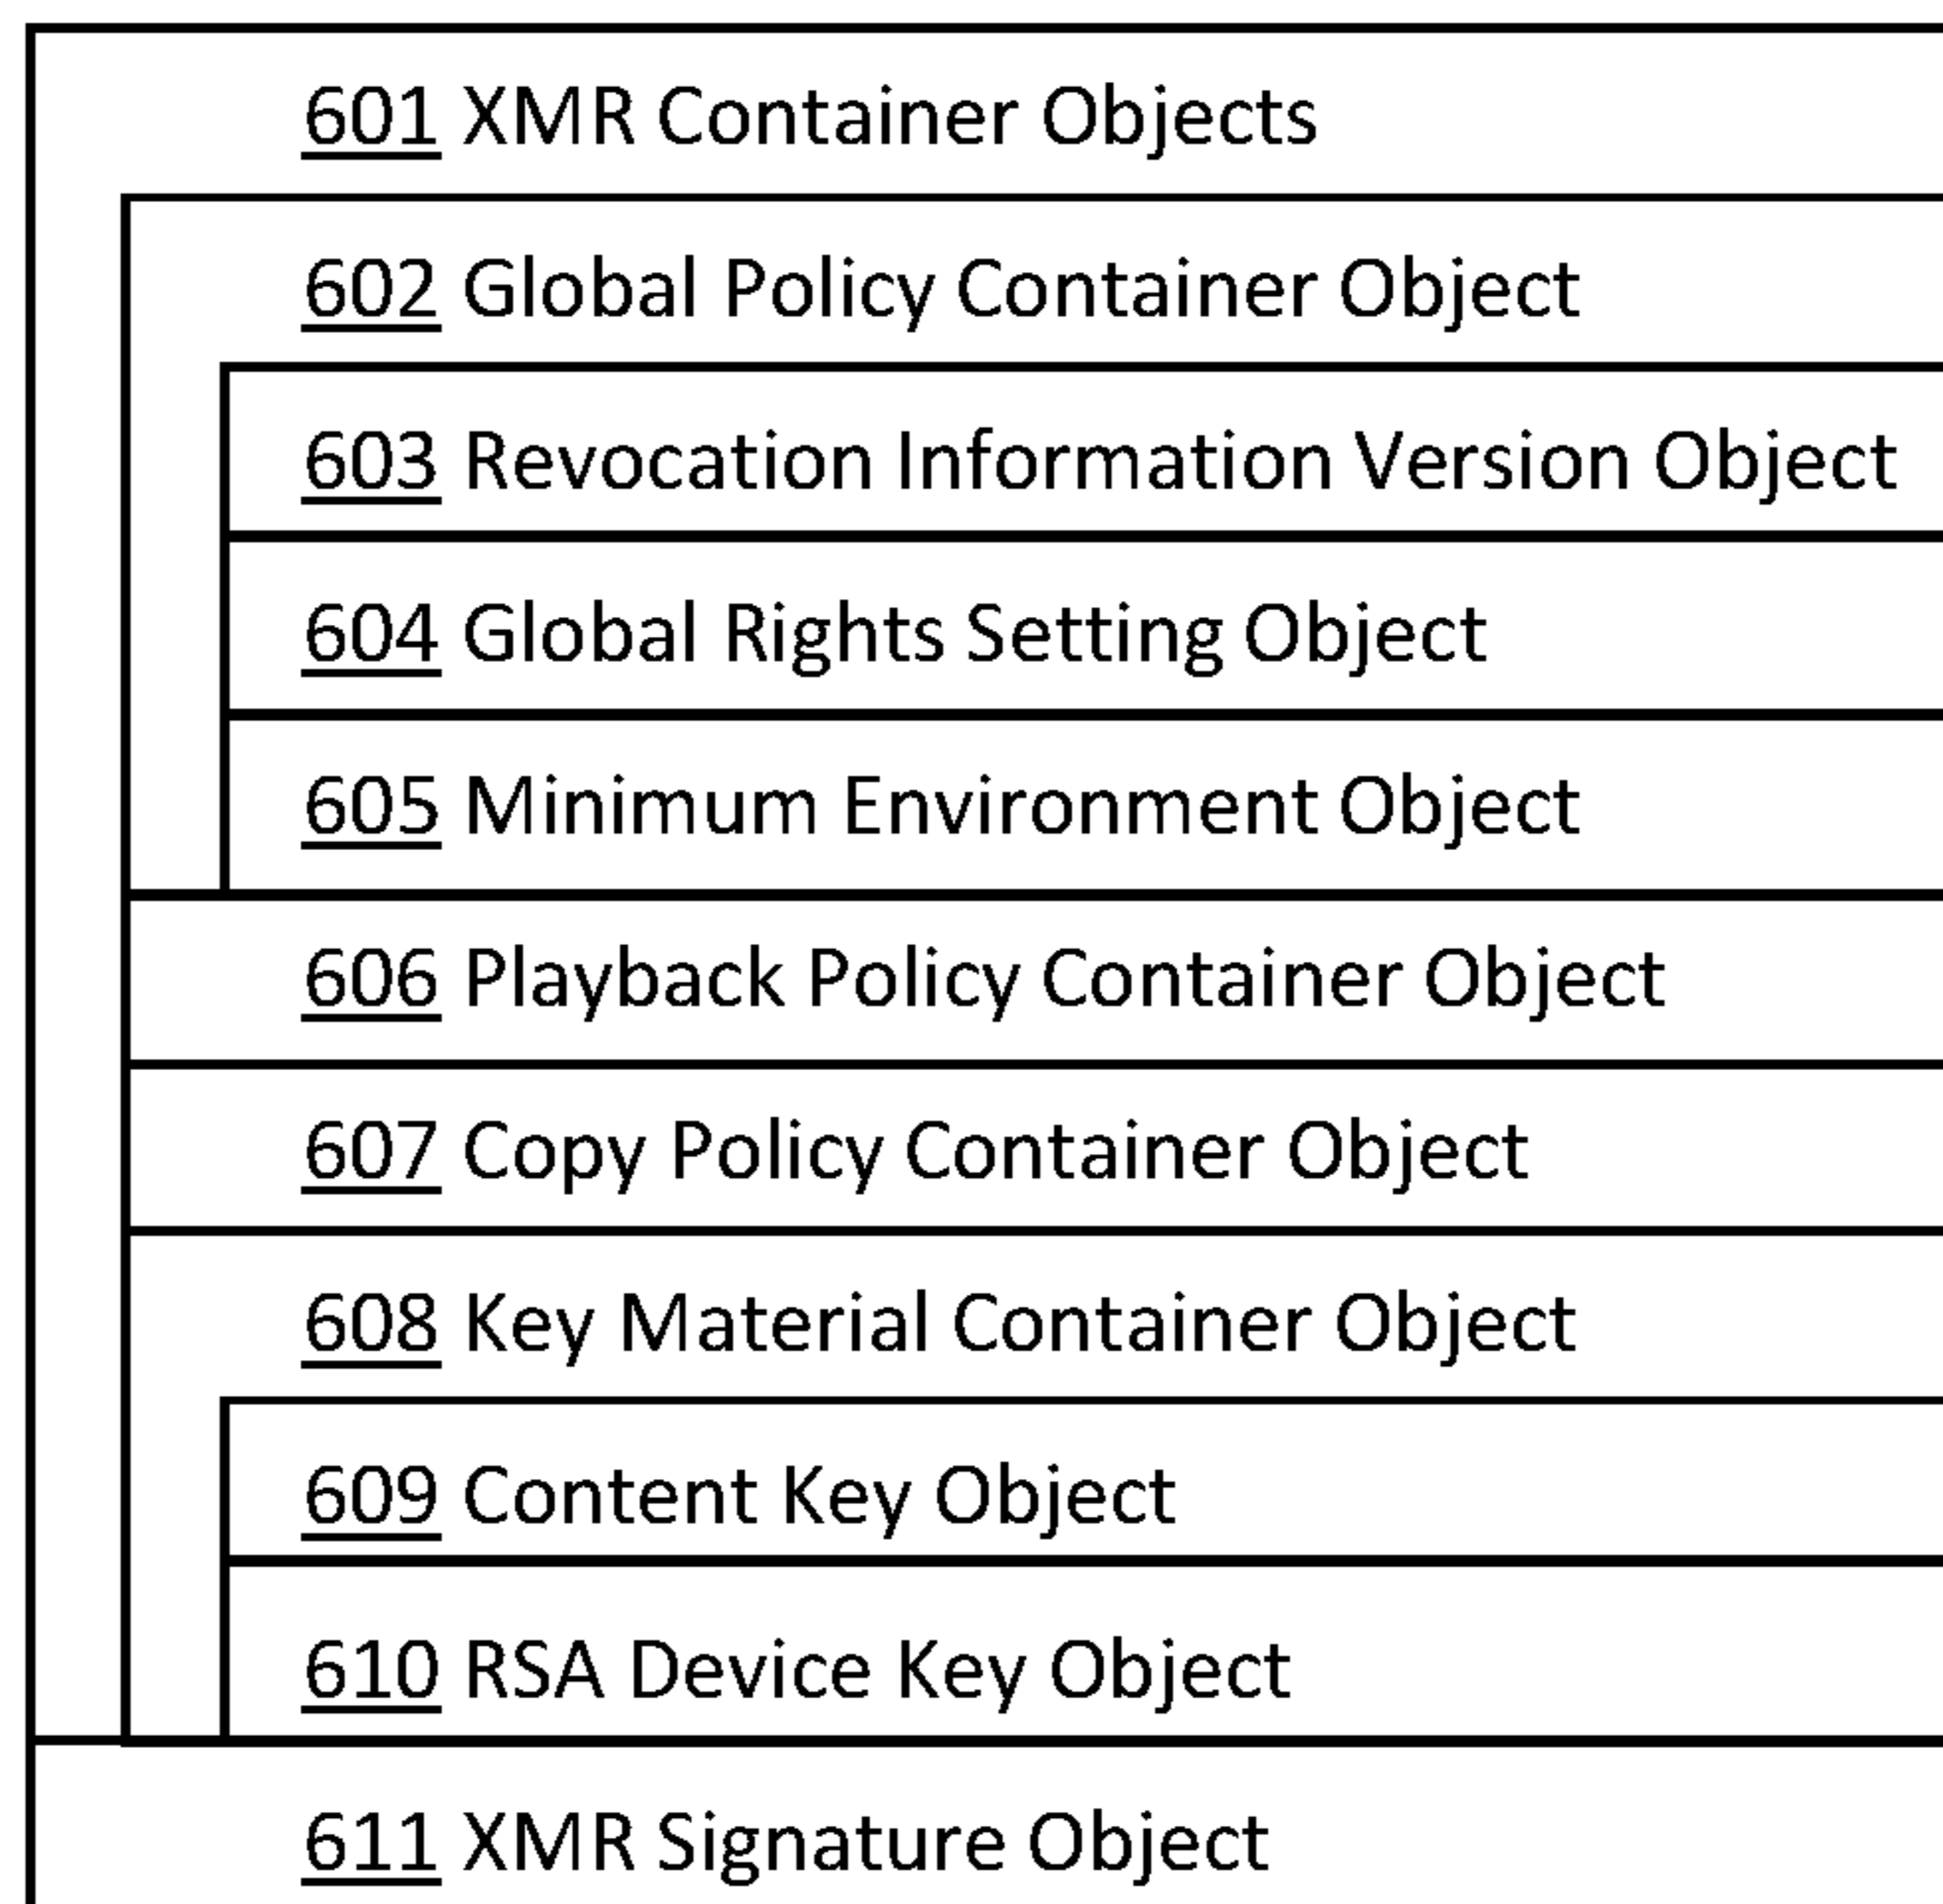 601 XMR Container Objects
602 Global Policy Container Object
603 Revocation Information Version Object
604 Global Rights Setting Object
605 Minimum Environment Object
606 Playback Policy Container Object
607 Copy Policy Container Object
608 Key Material Container Object
609 Content Key Object
610 RSA Device Key Object
611 XMR Signature Object